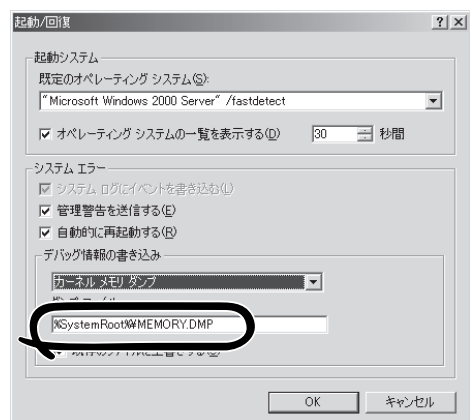 起動/回復
起動システム
既定のオペレーティング システム(S):
"Microsoft Windows 2000 Server" /fastdetect
オペレーティング システムの一覧を表示する(D) 30 秒間
システム エラー
システム ログにイベントを書き込む(L)
管理警告を送信する(E)
自動的に再起動する(R)
デバッグ情報の書き込み
カーネル メモリ ダンプ
%SystemRoot%¥MEMORY.DMP
OK キャンセル